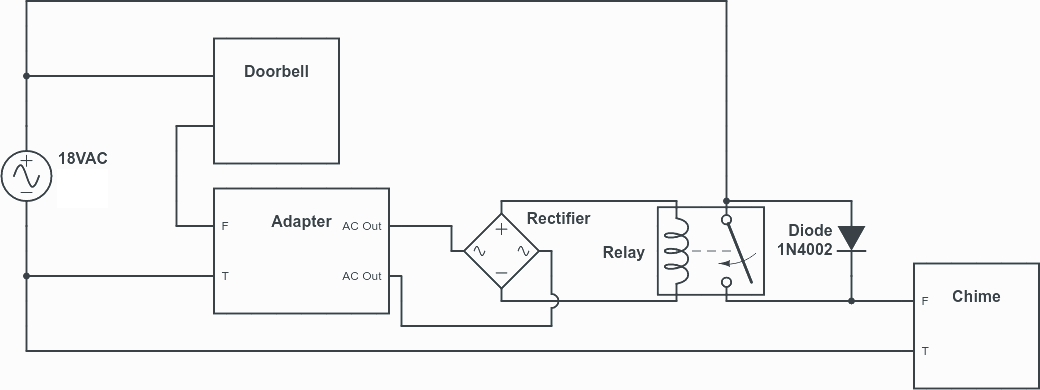 Doorbell
18VAC
F
Adapter
AC Out
T
AC Out
Rectifier
Relay
Diode
1N4002
F
Chime
T